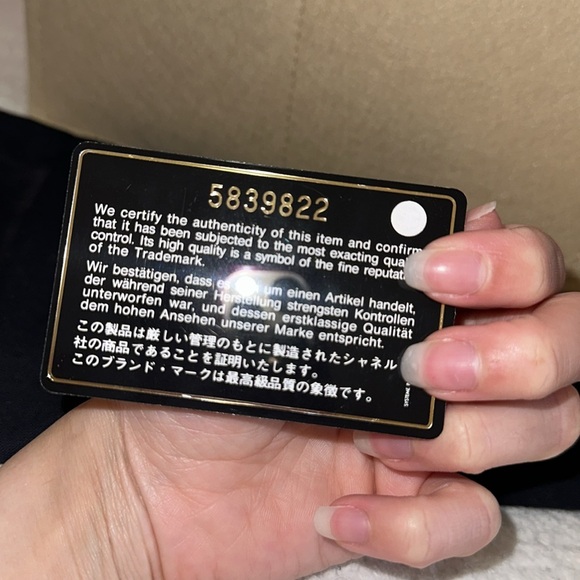 5839822
We certify the authenticity of this item and confirm
that it has been subjected to the most exacting
control. Its high quality is a symbol of the fine
of the Trademark.
Wir bestätigen, dass es um einen Artikel handelt,
der während seiner Herstellung strengsten Kontrollen
unterworfen war, und dessen erstklassige Qualität
dem hohen Ansehen unserer Marke entspricht.
この製品は厳しい管理のもとに製造されたシャネル
社の商品であることを証明いたします。
このブランド・マークは最高級品質の象徴です。